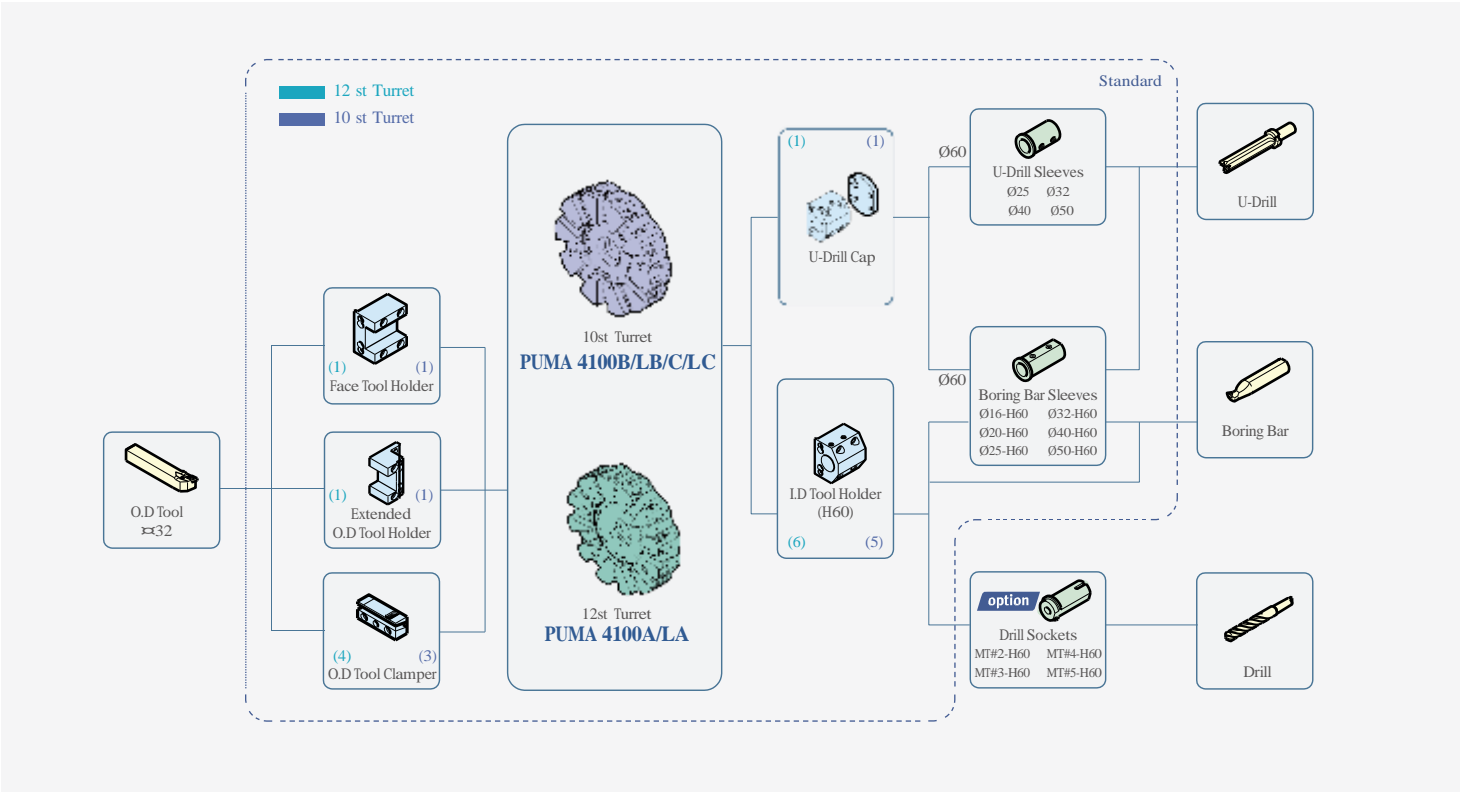 12 st Turret
10 st Turret
Standard
O.D Tool
¤32
(1) (1)
Face Tool Holder
(1) (1)
Extended
O.D Tool Holder
(4) (3)
O.D Tool Clamper
10st Turret
PUMA 4100B/LB/C/LC
12st Turret
PUMA 4100A/LA
(1) (1)
U-Drill Cap
I.D Tool Holder
(H60)
(6) (5)
Ø60
U-Drill Sleeves
Ø25 Ø32
Ø40 Ø50
Ø60
Boring Bar Sleeves
Ø16-H60 Ø32-H60
Ø20-H60 Ø40-H60
Ø25-H60 Ø50-H60
option
Drill Sockets
MT#2-H60 MT#4-H60
MT#3-H60 MT#5-H60
U-Drill
Boring Bar
Drill